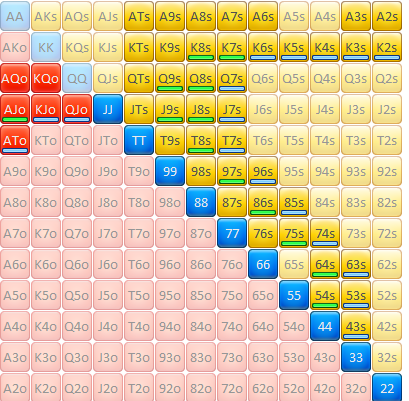 AA AKs AQs AJs ATs A9s A8s A7s A6s A5s A4s A3s A2s
AKo KK KQs KJs KTs K9s K8s K7s K6s K5s K4s K3s K2s
AQo KQo QQ QJs QTs Q9s Q8s Q7s Q6s Q5s Q4s Q3s Q2s
AJo KJo QJo JJ JTs J9s J8s J7s J6s J5s J4s J3s J2s
ATo KTo QTo JTo TT T9s T8s T7s T6s T5s T4s T3s T2s
A9o K9o Q9o J9o T9o 99 98s 97s 96s 95s 94s 93s 92s
A8o K8o Q8o J8o T8o 98o 88 87s 86s 85s 84s 83s 82s
A7o K7o Q7o J7o T7o 97o 87o 77 76s 75s 74s 73s 72s
A6o K6o Q6o J6o T6o 96o 86o 76o 66 65s 64s 63s 62s
A5o K5o Q5o J5o T5o 95o 85o 75o 65o 55 54s 53s 52s
A4o K4o Q4o J4o T4o 94o 84o 74o 64o 54o 44 43s 42s
A3o K3o Q3o J3o T3o 93o 83o 73o 63o 53o 43o 33 32s
A2o K2o Q2o J2o T2o 92o 82o 72o 62o 52o 42o 32o 22